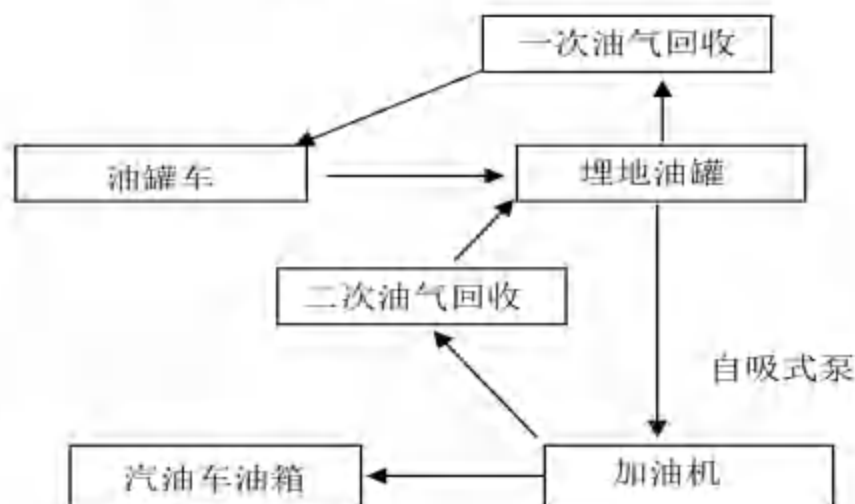 一次油气回收
油罐车
埋地油罐
二次油气回收
自吸式泵
汽油车油箱
加油机